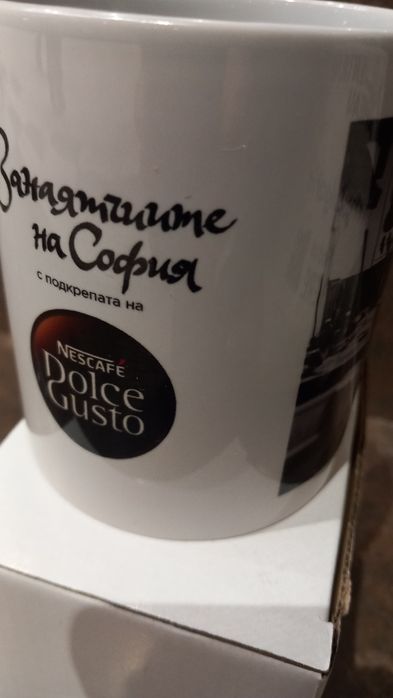 Занаятчиите
на София
с подкрепата на
NESCAFÉ
Dolce
Gusto